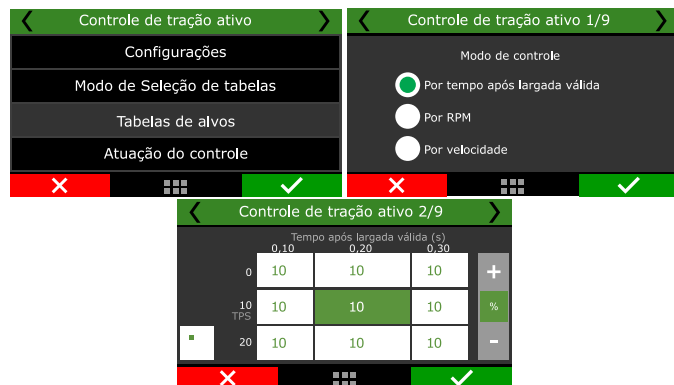 Controle de tração ativo
Configurações
Modo de Seleção de tabelas
Tabelas de alvos
Atuação do controle
Controle de tração ativo 1/9
Modo de controle
Por tempo após largada válida
Por RPM
Por velocidade
Controle de tração ativo 2/9
Tempo após largada válida (s)
0,10 0,20 0,30
0 10 10 10 +
10 10 10 10 %
TPS
20 10 10 10 -